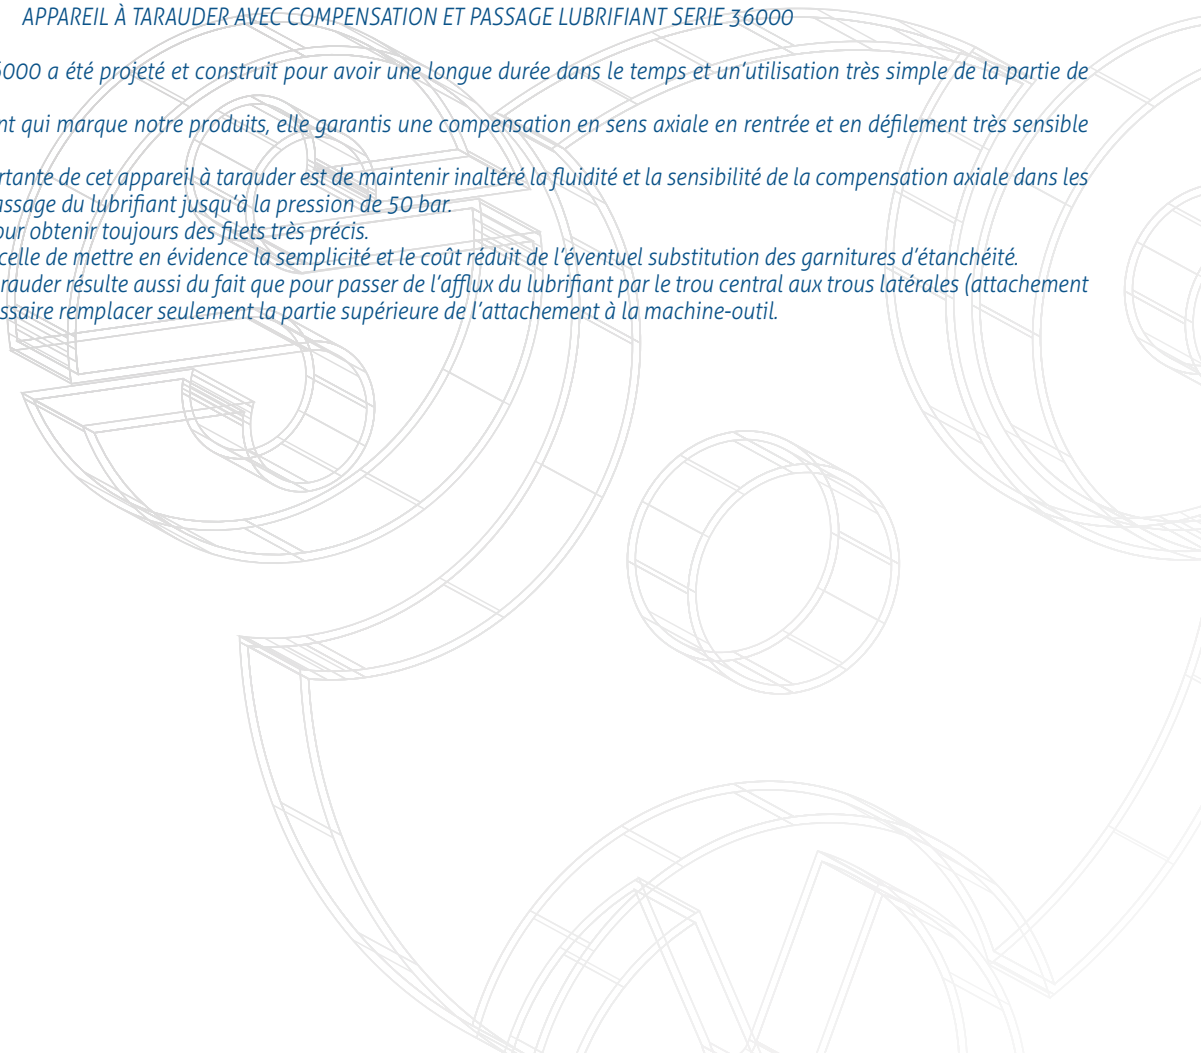 APPAREIL À TARAUDER AVEC COMPENSATION ET PASSAGE LUBRIFIANT SERIE 36000
6000 a été projeté et construit pour avoir une longue durée dans le temps et un'utilisation très simple de la partie de
nt qui marque notre produits, elle garantis une compensation en sens axiale en rentrée et en défilement très sensible
rtante de cet appareil à tarauder est de maintenir inaltéré la fluidité et la sensibilité de la compensation axiale dans les
assage du lubrifiant jusqu'à la pression de 50 bar.
our obtenir toujours des filets très précis.
celle de mettre en évidence la semplicité et le coût réduit de l'éventuel substitution des garnitures d'étanchéité.
rauder résulte aussi du fait que pour passer de l'afflux du lubrifiant par le trou central aux trous latérales (attachement
ssaire remplacer seulement la partie supérieure de l'attachement à la machine-outil.